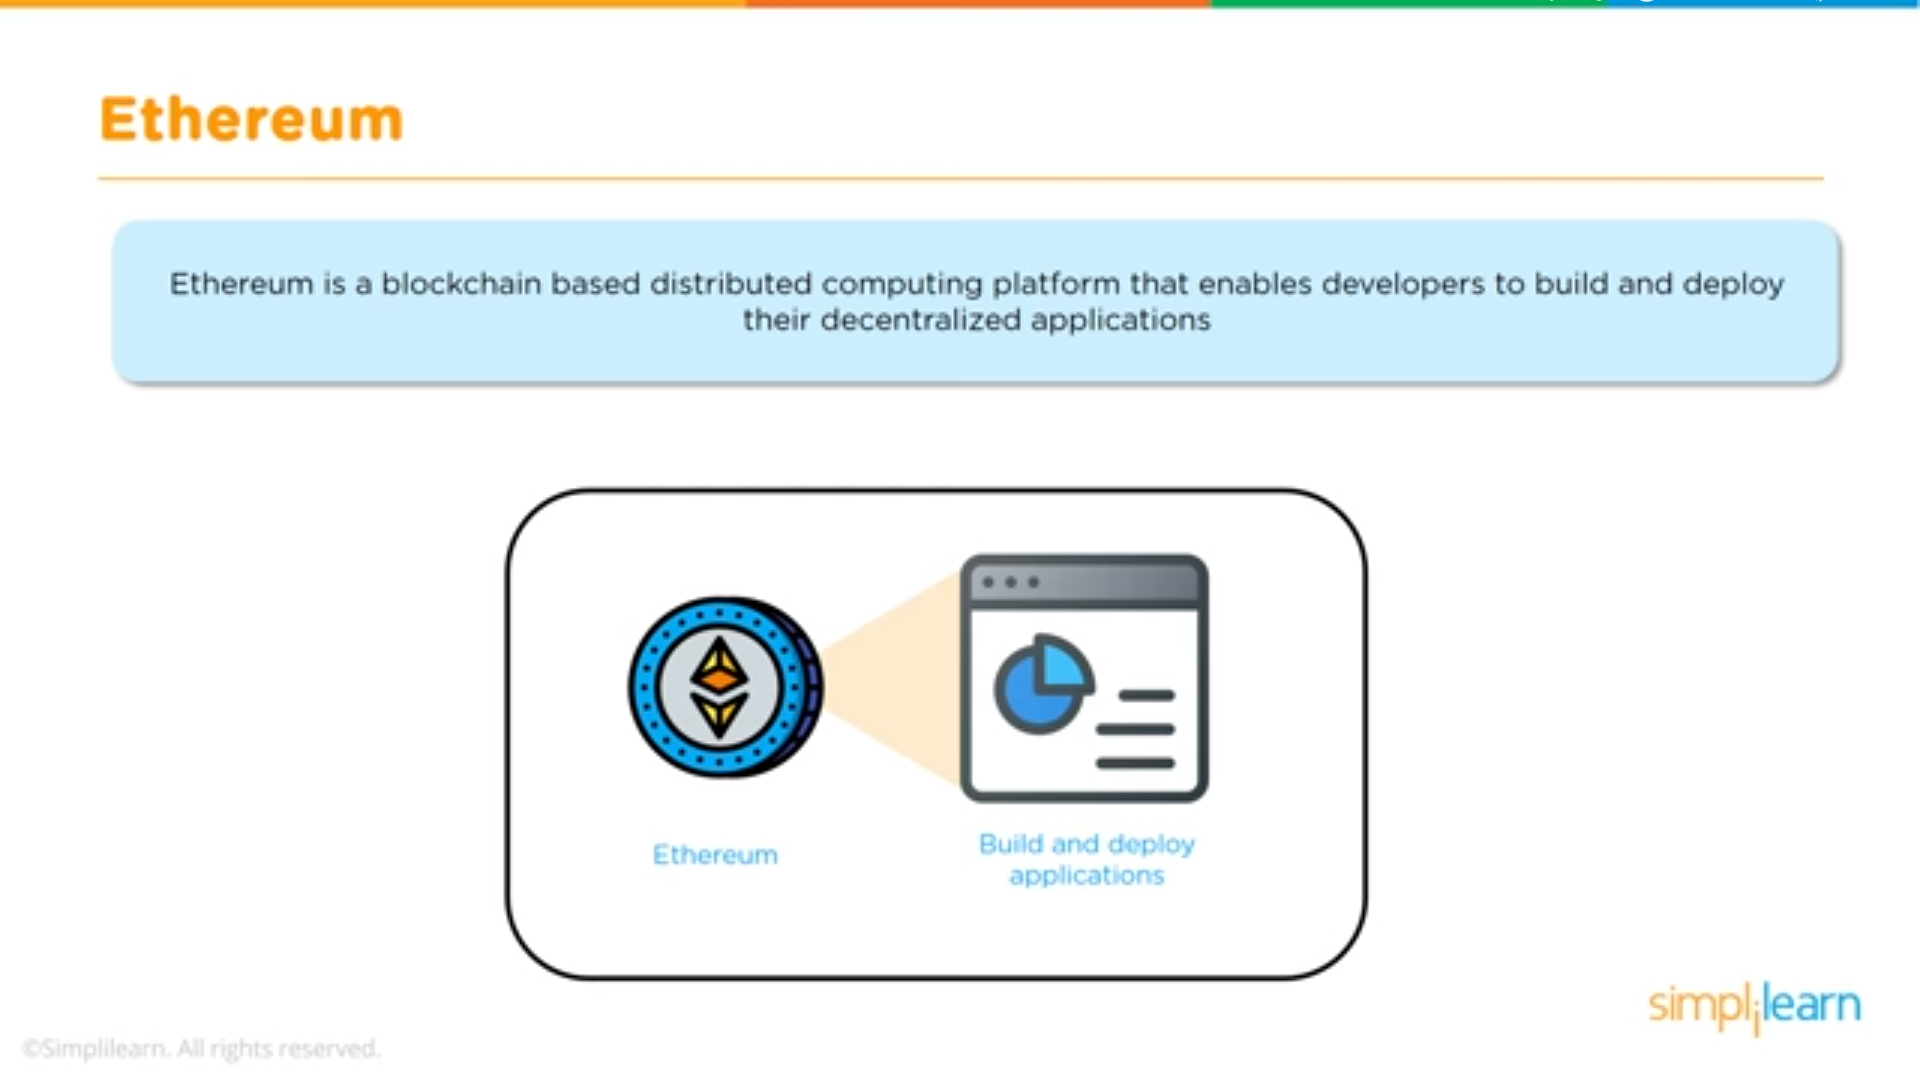 Ethereum
Ethereum is a blockchain based distributed computing platform that enables developers to build and deploy
their decentralized applications
Ethereum
Build and deploy
applications
simplilearn
©Simplilearn. All rights reserved.